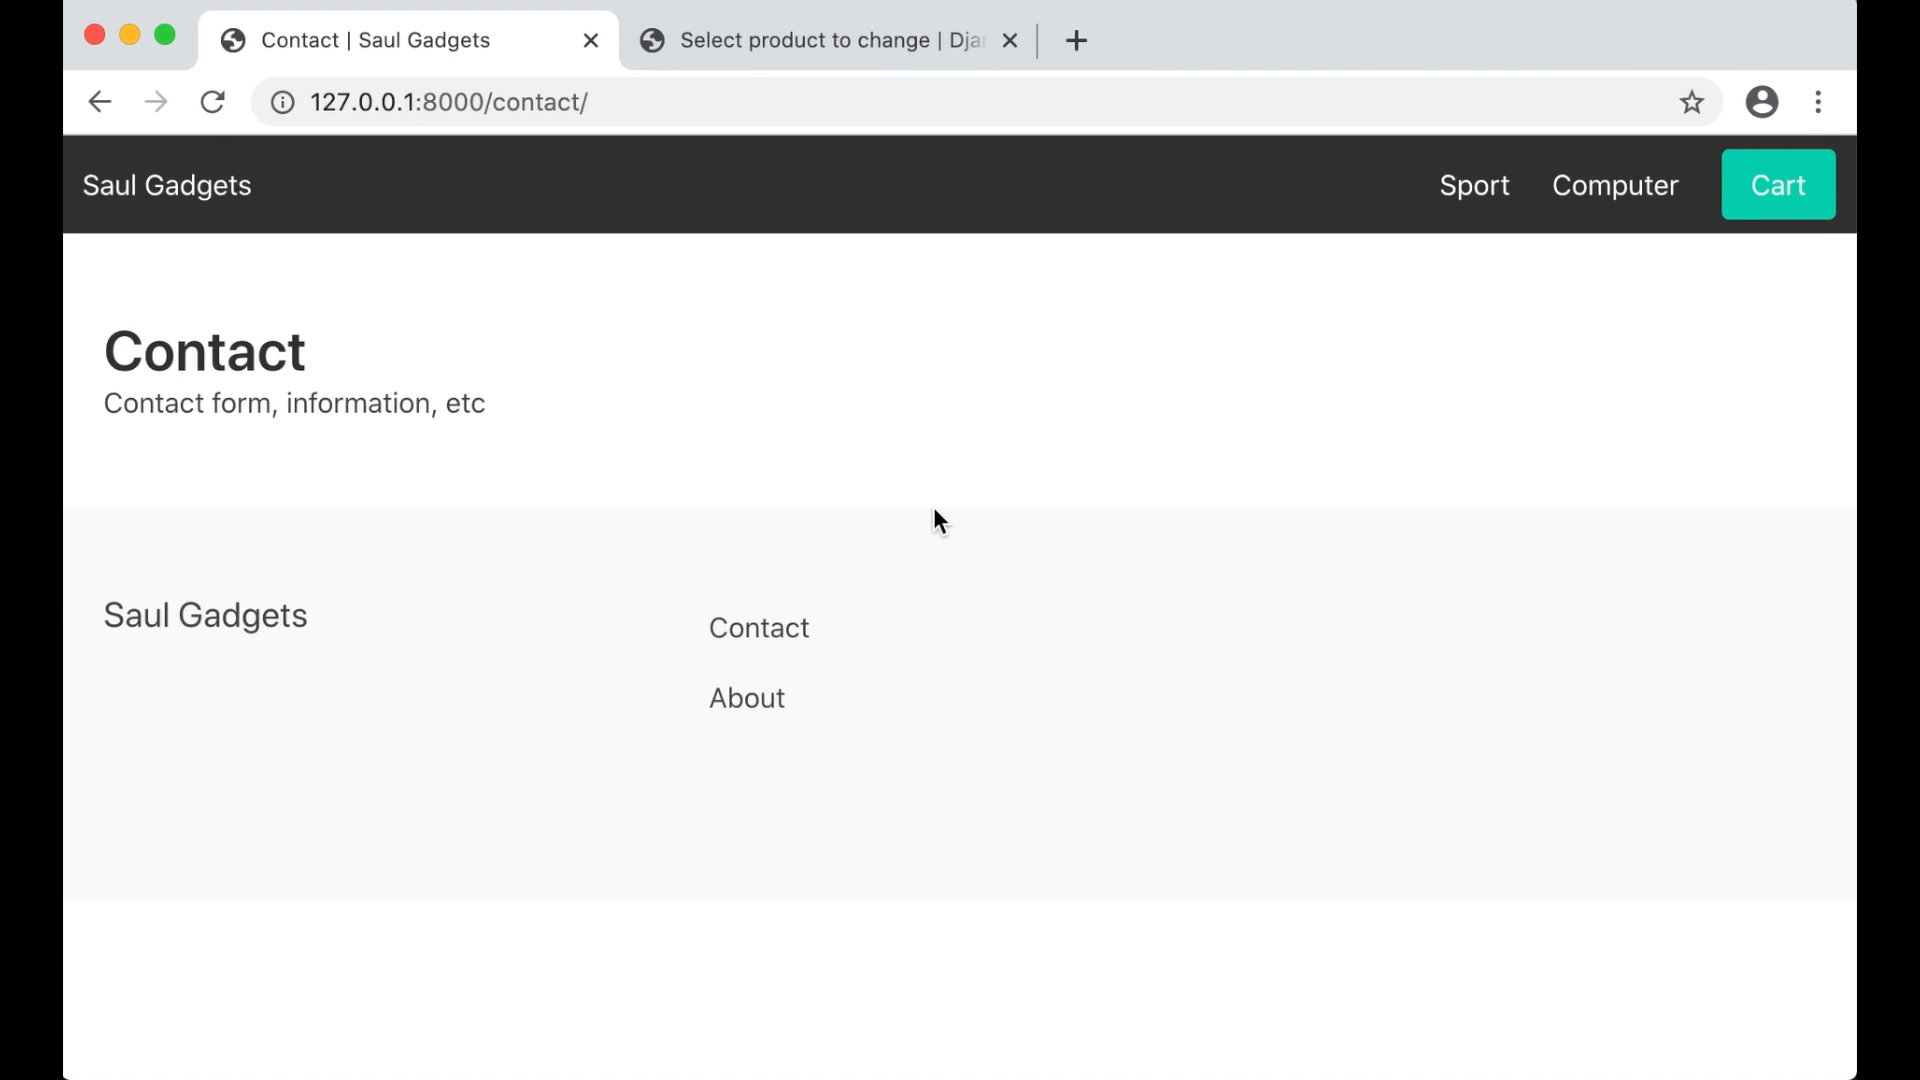 Contact | Saul Gadgets
Select product to change | Djan
127.0.0.1:8000/contact/
Saul Gadgets
Sport
Computer
Cart
Contact
Contact form, information, etc
Saul Gadgets
Contact
About